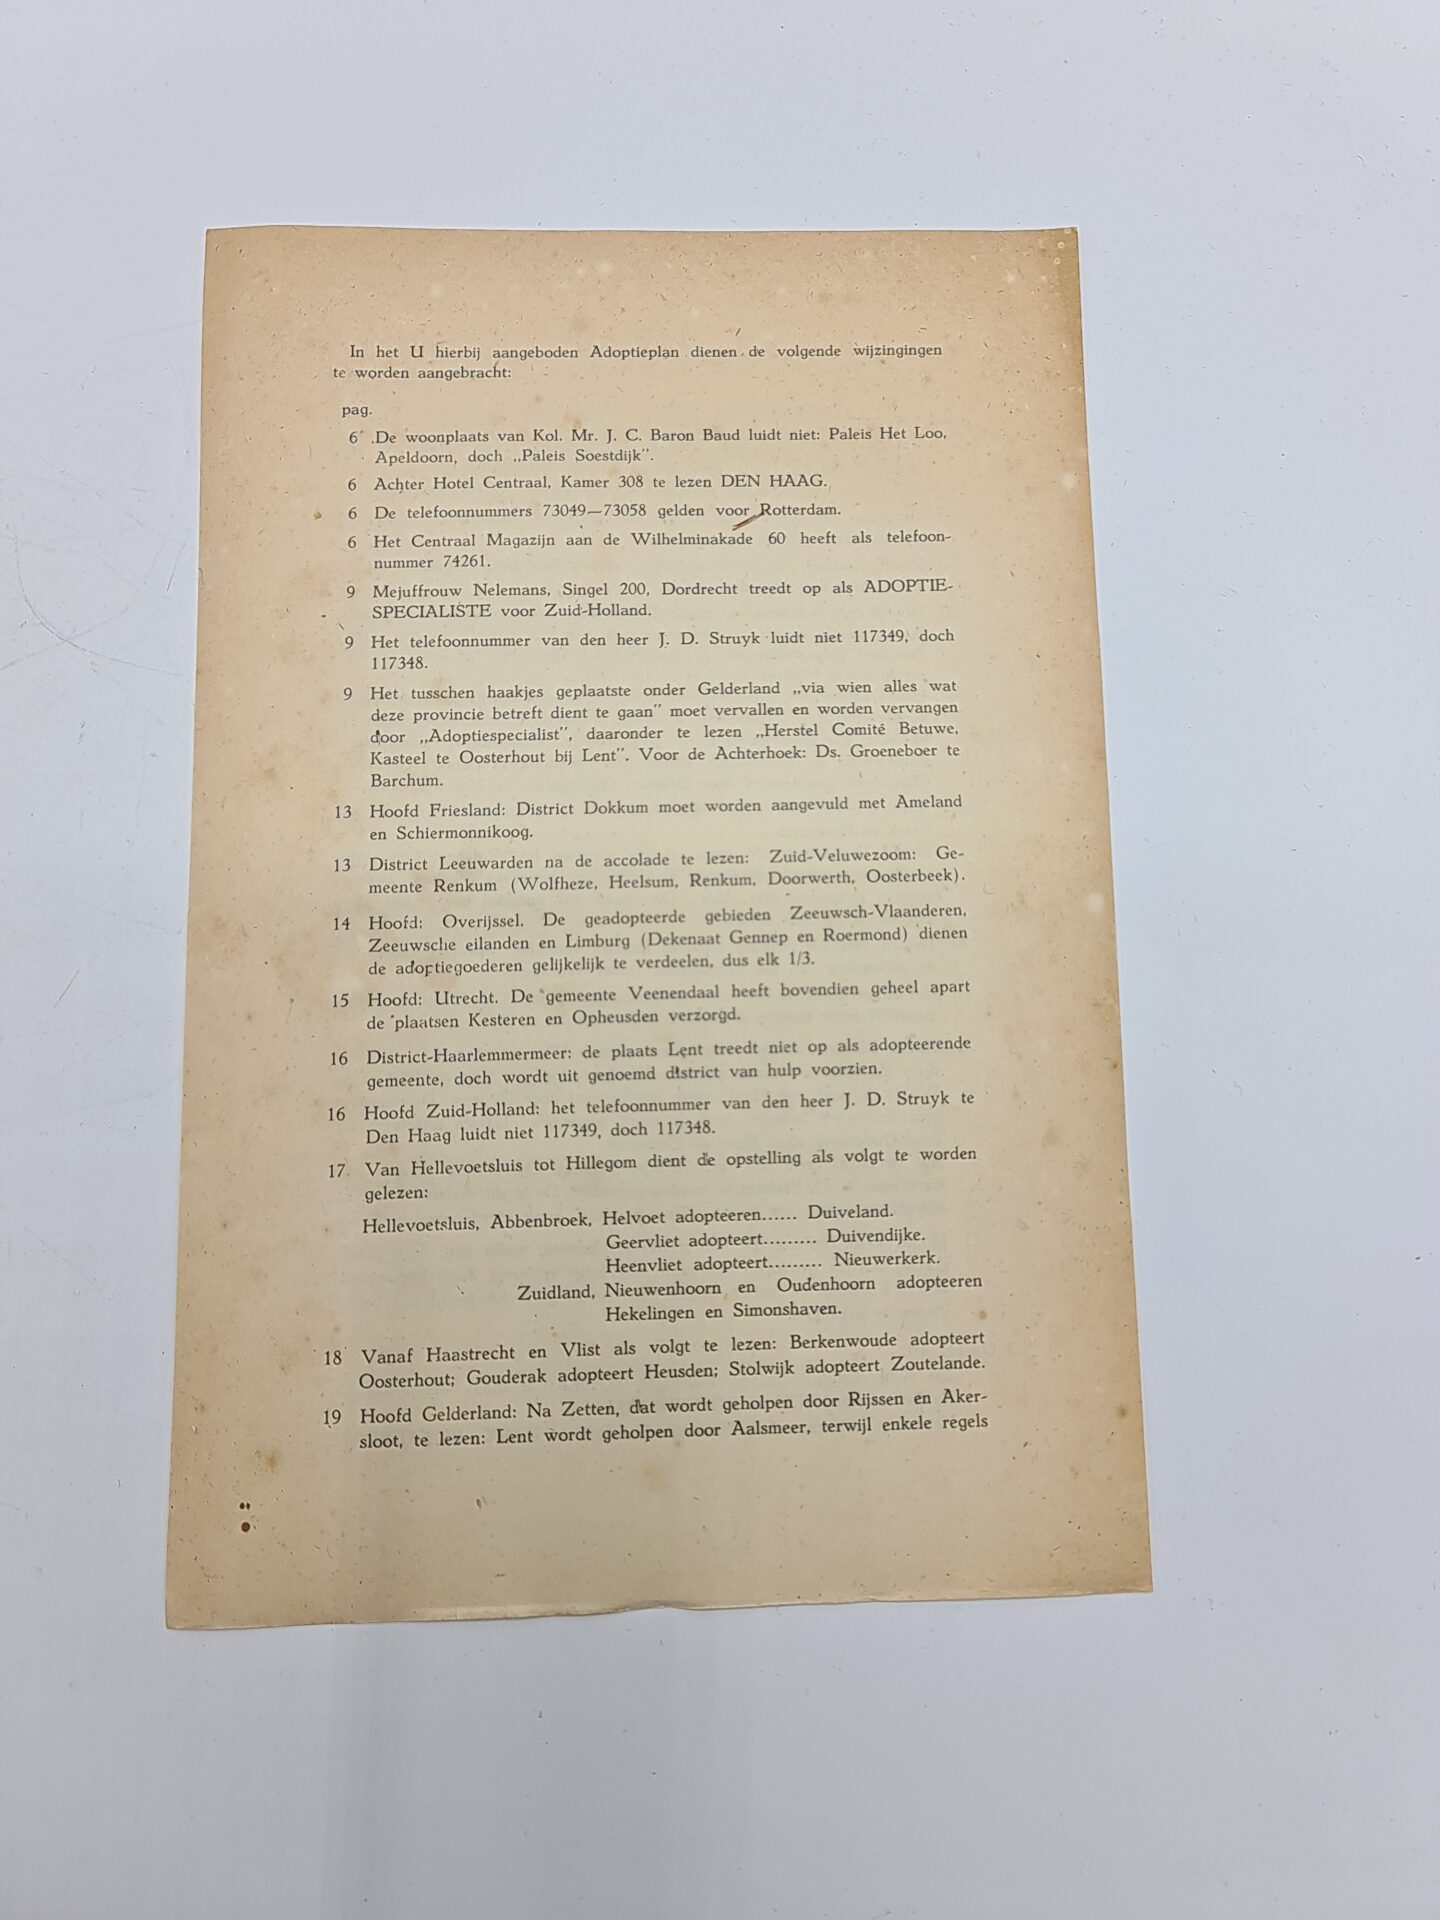 In het U hierbij aangeboden Adoptieplan dienen de volgende wijzingingen
te worden aangebracht:
pag.
6 De woonplaats van Kol. Mr. J. C. Baron Baud luidt niet: Paleis Het Loo,
Apeldoorn, doch „Paleis Soestdijk".
6 Achter Hotel Centraal, Kamer 308 te lezen DEN HAAG.
6 De telefoonnummers 73049—73058 gelden voor Rotterdam.
6 Het Centraal Magazijn aan de Wilhelminakade 60 heeft als telefoon-
nummer 74261.
9 Mejuffrouw Nelemans, Singel 200, Dordrecht treedt op als ADOPTIE-
SPECIALISTE voor Zuid-Holland.
9 Het telefoonnummer van den heer J. D. Struyk luidt niet 117349, doch
117348.
9 Het tusschen haakjes geplaatste onder Gelderland „via wien alles wat
deze provincie betreft dient te gaan" moet vervallen en worden vervangen
door „Adoptiespecialist", daaronder te lezen „Herstel Comité Betuwe,
Kasteel te Oosterhout bij Lent". Voor de Achterhoek: Ds. Groeneboer te
Barchum.
13 Hoofd Friesland: District Dokkum moet worden aangevuld met Ameland
en Schiermonnikoog.
13 District Leeuwarden na de accolade te lezen: Zuid-Veluwezoom: Ge-
meente Renkum (Wolfheze, Heelsum, Renkum, Doorwerth, Oosterbeek).
14 Hoofd: Overijssel. De geadopteerde gebieden Zeeuwsch-Vlaanderen,
Zeeuwsche eilanden en Limburg (Dekenaat Gennep en Roermond) dienen
de adoptiegoederen gelijkelijk te verdeelen, dus elk 1/3.
15 Hoofd: Utrecht. De gemeente Veenendaal heeft bovendien geheel apart
de plaatsen Kesteren en Opheusden verzorgd.
16 District-Haarlemmermeer: de plaats Lent treedt niet op als adopteerende
gemeente, doch wordt uit genoemd district van hulp voorzien.
16 Hoofd Zuid-Holland: het telefoonnummer van den heer J. D. Struyk te
Den Haag luidt niet 117349, doch 117348.
17 Van Hellevoetsluis tot Hillegom dient de opstelling als volgt te worden
gelezen:
Hellevoetsluis, Abbenbroek, Helvoet adopteeren...... Duiveland.
Geervliet adopteert......... Duivendijke.
Heenvliet adopteert......... Nieuwerkerk.
Zuidland, Nieuwenhoorn en Oudenhoorn adopteeren
Hekelingen en Simonshaven.
18 Vanaf Haastrecht en Vlist als volgt te lezen: Berkenwoude adopteert
Oosterhout; Gouderak adopteert Heusden; Stolwijk adopteert Zoutelande.
19 Hoofd Gelderland: Na Zetten, dat wordt geholpen door Rijssen en Aker-
sloot, te lezen: Lent wordt geholpen door Aalsmeer, terwijl enkele regels